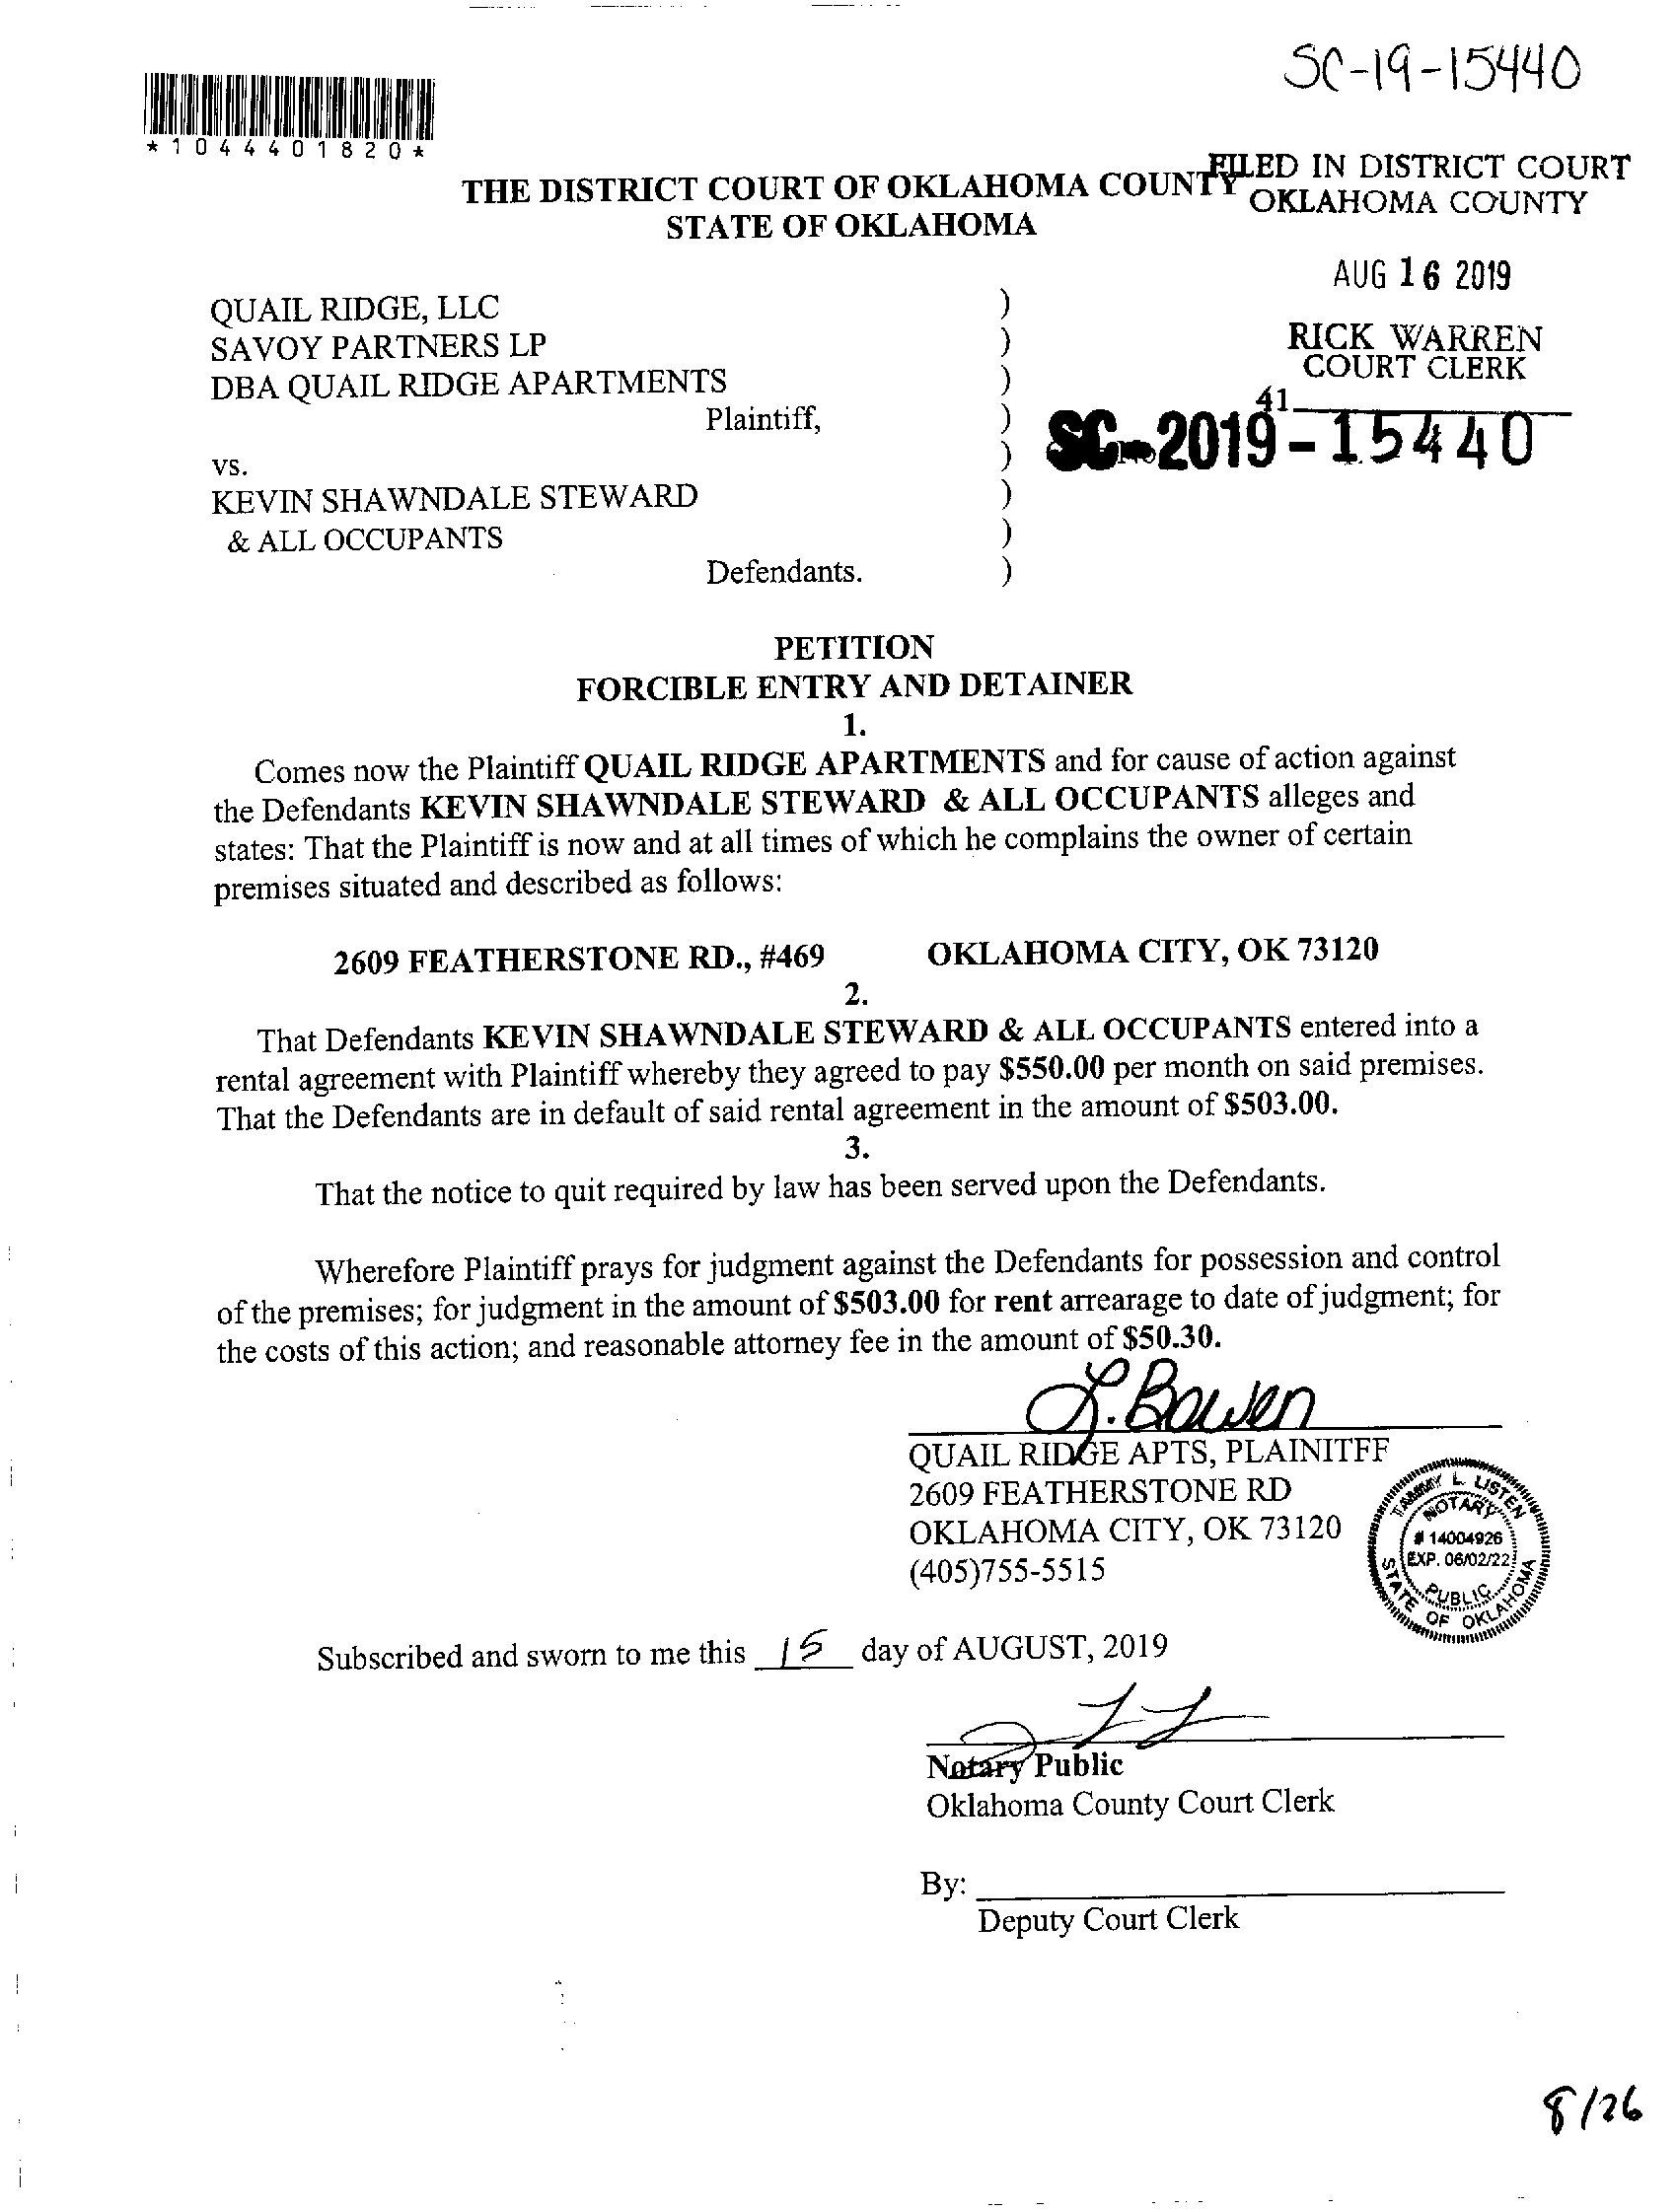 SC-19-15440
*1044401820*
FILED IN DISTRICT COURT
OKLAHOMA COUNTY
THE DISTRICT COURT OF OKLAHOMA COUNTY
STATE OF OKLAHOMA
AUG 16 2019
RICK WARREN
COURT CLERK
41
SC-2019-15440
QUAIL RIDGE, LLC )
SAVOY PARTNERS LP )
DBA QUAIL RIDGE APARTMENTS )
Plaintiff, )
vs. )
KEVIN SHAWNDALE STEWARD )
& ALL OCCUPANTS )
Defendants. )
PETITION
FORCIBLE ENTRY AND DETAINER
1.
Comes now the Plaintiff QUAIL RIDGE APARTMENTS and for cause of action against
the Defendants KEVIN SHAWNDALE STEWARD & ALL OCCUPANTS alleges and
states: That the Plaintiff is now and at all times of which he complains the owner of certain
premises situated and described as follows:
2609 FEATHERSTONE RD., #469 OKLAHOMA CITY, OK 73120
2.
That Defendants KEVIN SHAWNDALE STEWARD & ALL OCCUPANTS entered into a
rental agreement with Plaintiff whereby they agreed to pay $550.00 per month on said premises.
That the Defendants are in default of said rental agreement in the amount of $503.00.
3.
That the notice to quit required by law has been served upon the Defendants.
Wherefore Plaintiff prays for judgment against the Defendants for possession and control
of the premises; for judgment in the amount of $503.00 for rent arrearage to date of judgment; for
the costs of this action; and reasonable attorney fee in the amount of $50.30.
L. Bowen
QUAIL RIDGE APTS, PLAINITFF
2609 FEATHERSTONE RD
OKLAHOMA CITY, OK 73120
(405)755-5515
TAMMY L. LISTEN
NOTARY
# 14004926
EXP. 06/02/22
PUBLIC
STATE OF OKLAHOMA
Subscribed and sworn to me this 15 day of AUGUST, 2019
Notary Public
Oklahoma County Court Clerk
By:
Deputy Court Clerk
8/26